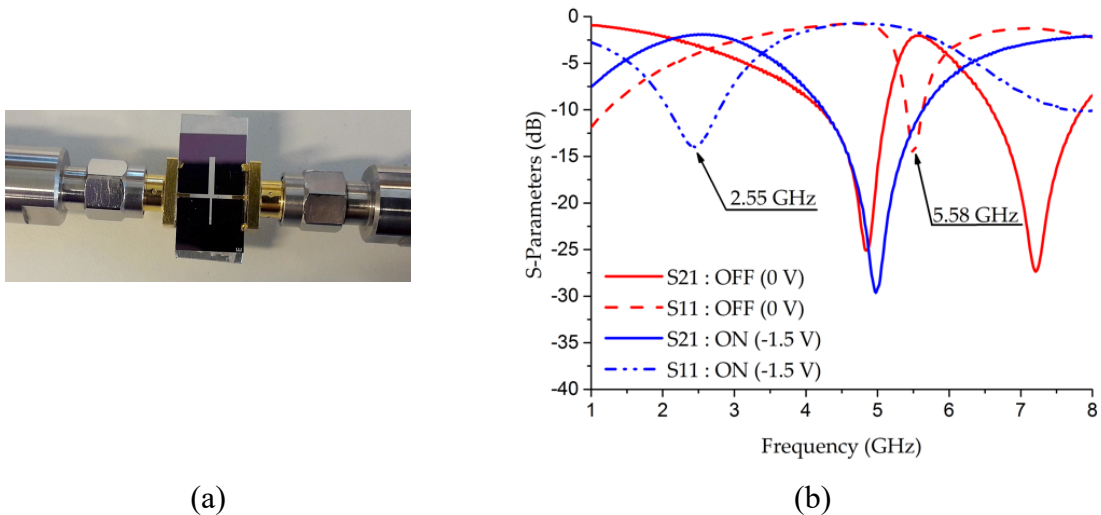 0
-5
-10
-15
-20
-25
-30
-35
-40
S-Parameters (dB)
2.55 GHz
5.58 GHz
S21 : OFF (0 V)
S11 : OFF (0 V)
S21 : ON (-1.5 V)
S11 : ON (-1.5 V)
1 2 3 4 5 6 7 8
Frequency (GHz)
(a) (b)